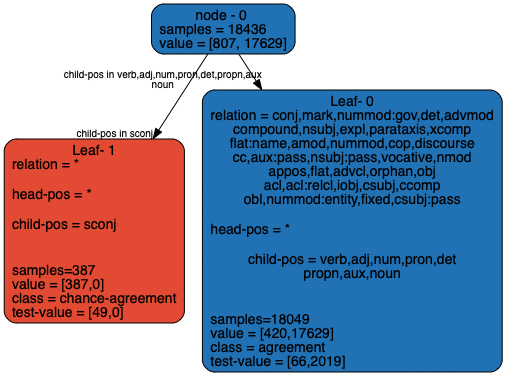 node - 0
samples = 18436
value = [807, 17629]
child-pos in verb,adj,num,pron,det,propn,aux
noun
child-pos in sconj
Leaf- 1
relation = *
head-pos = *
child-pos = sconj
samples=387
value = [387,0]
class = chance-agreement
test-value = [49,0]
Leaf- 0
relation = conj,mark,nummod:gov,det,advmod
compound,nsubj,expl,parataxis,xcomp
flat:name,amod,nummod,cop,discourse
cc,aux:pass,nsubj:pass,vocative,nmod
appos,flat,advcl,orphan,obj
acl,acl:relcl,iobj,csubj,ccomp
obl,nummod:entity,fixed,csubj:pass
head-pos = *
child-pos = verb,adj,num,pron,det
propn,aux,noun
samples=18049
value = [420,17629]
class = agreement
test-value = [66,2019]